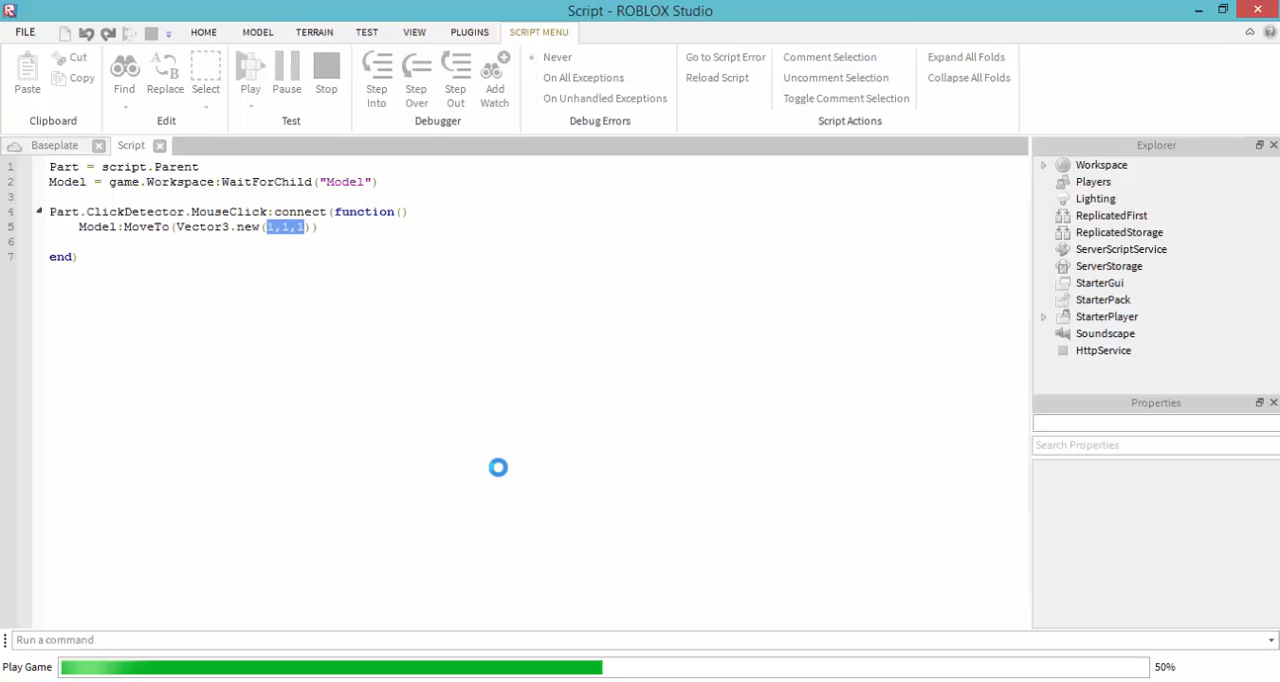 Script - ROBLOX Studio
FILE HOME MODEL TERRAIN TEST VIEW PLUGINS SCRIPT MENU
Paste Cut Copy Find Replace Select Play Pause Stop Step Into Step Over Step Out Add Watch
Never
On All Exceptions
On Unhandled Exceptions
Go to Script Error
Reload Script
Comment Selection
Uncomment Selection
Toggle Comment Selection
Expand All Folds
Collapse All Folds
Clipboard Edit Test Debugger Debug Errors Script Actions
Baseplate Script
1 Part = script.Parent
2 Model = game.Workspace:WaitForChild("Model")
3
4 Part.ClickDetector.MouseClick:connect(function()
5 Model:MoveTo(Vector3.new(1,1,1))
6
7 end)
Explorer
Workspace
Players
Lighting
ReplicatedFirst
ReplicatedStorage
ServerScriptService
ServerStorage
StarterGui
StarterPack
StarterPlayer
Soundscape
HttpService
Properties
Search Properties
Run a command
Play Game 50%